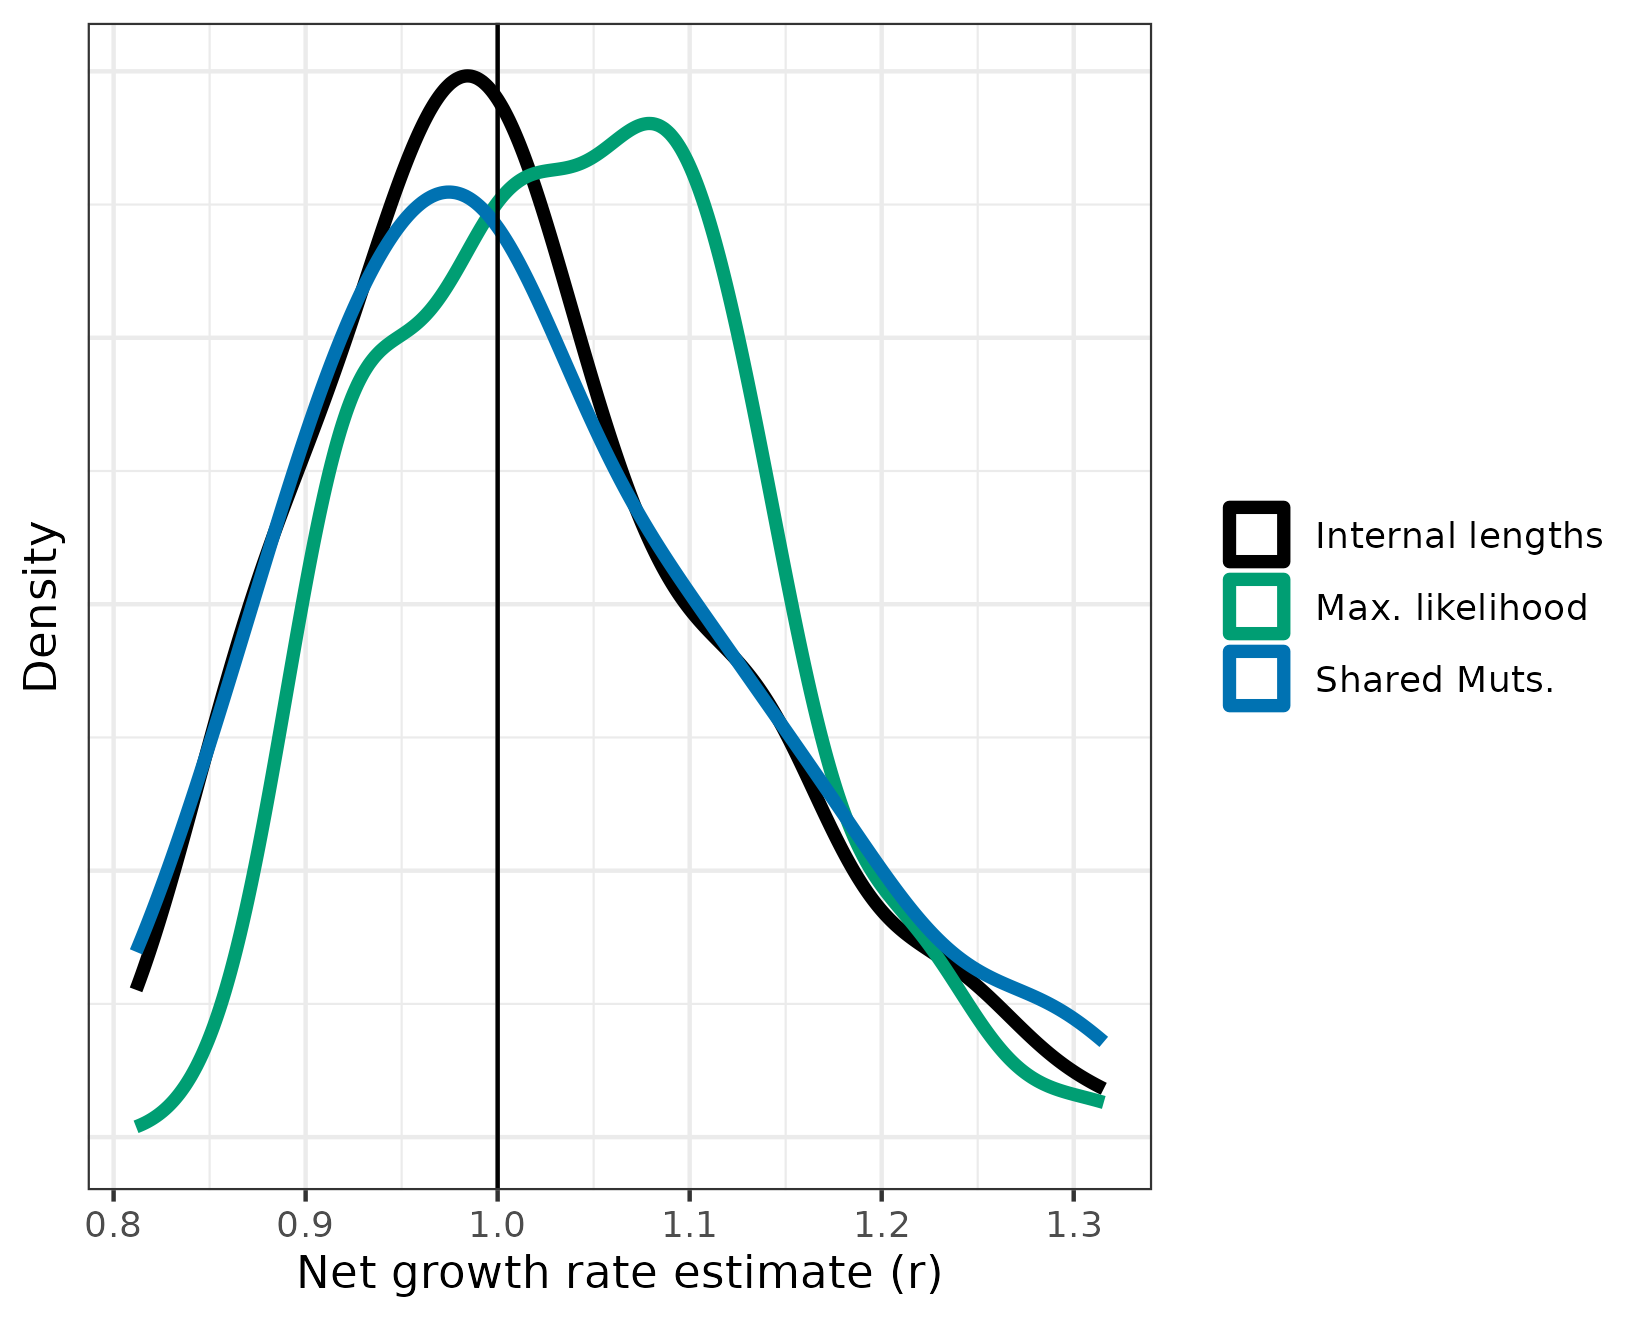 Density
Internal lengths
Max. likelihood
Shared Muts.
0.8 0.9 1.0 1.1 1.2 1.3
Net growth rate estimate (r)